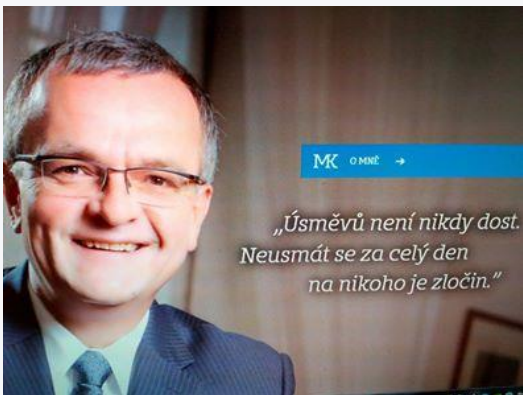 MK O MNĚ →
„Úsměvů není nikdy dost.
Neusmát se za celý den
na nikoho je zločin.“